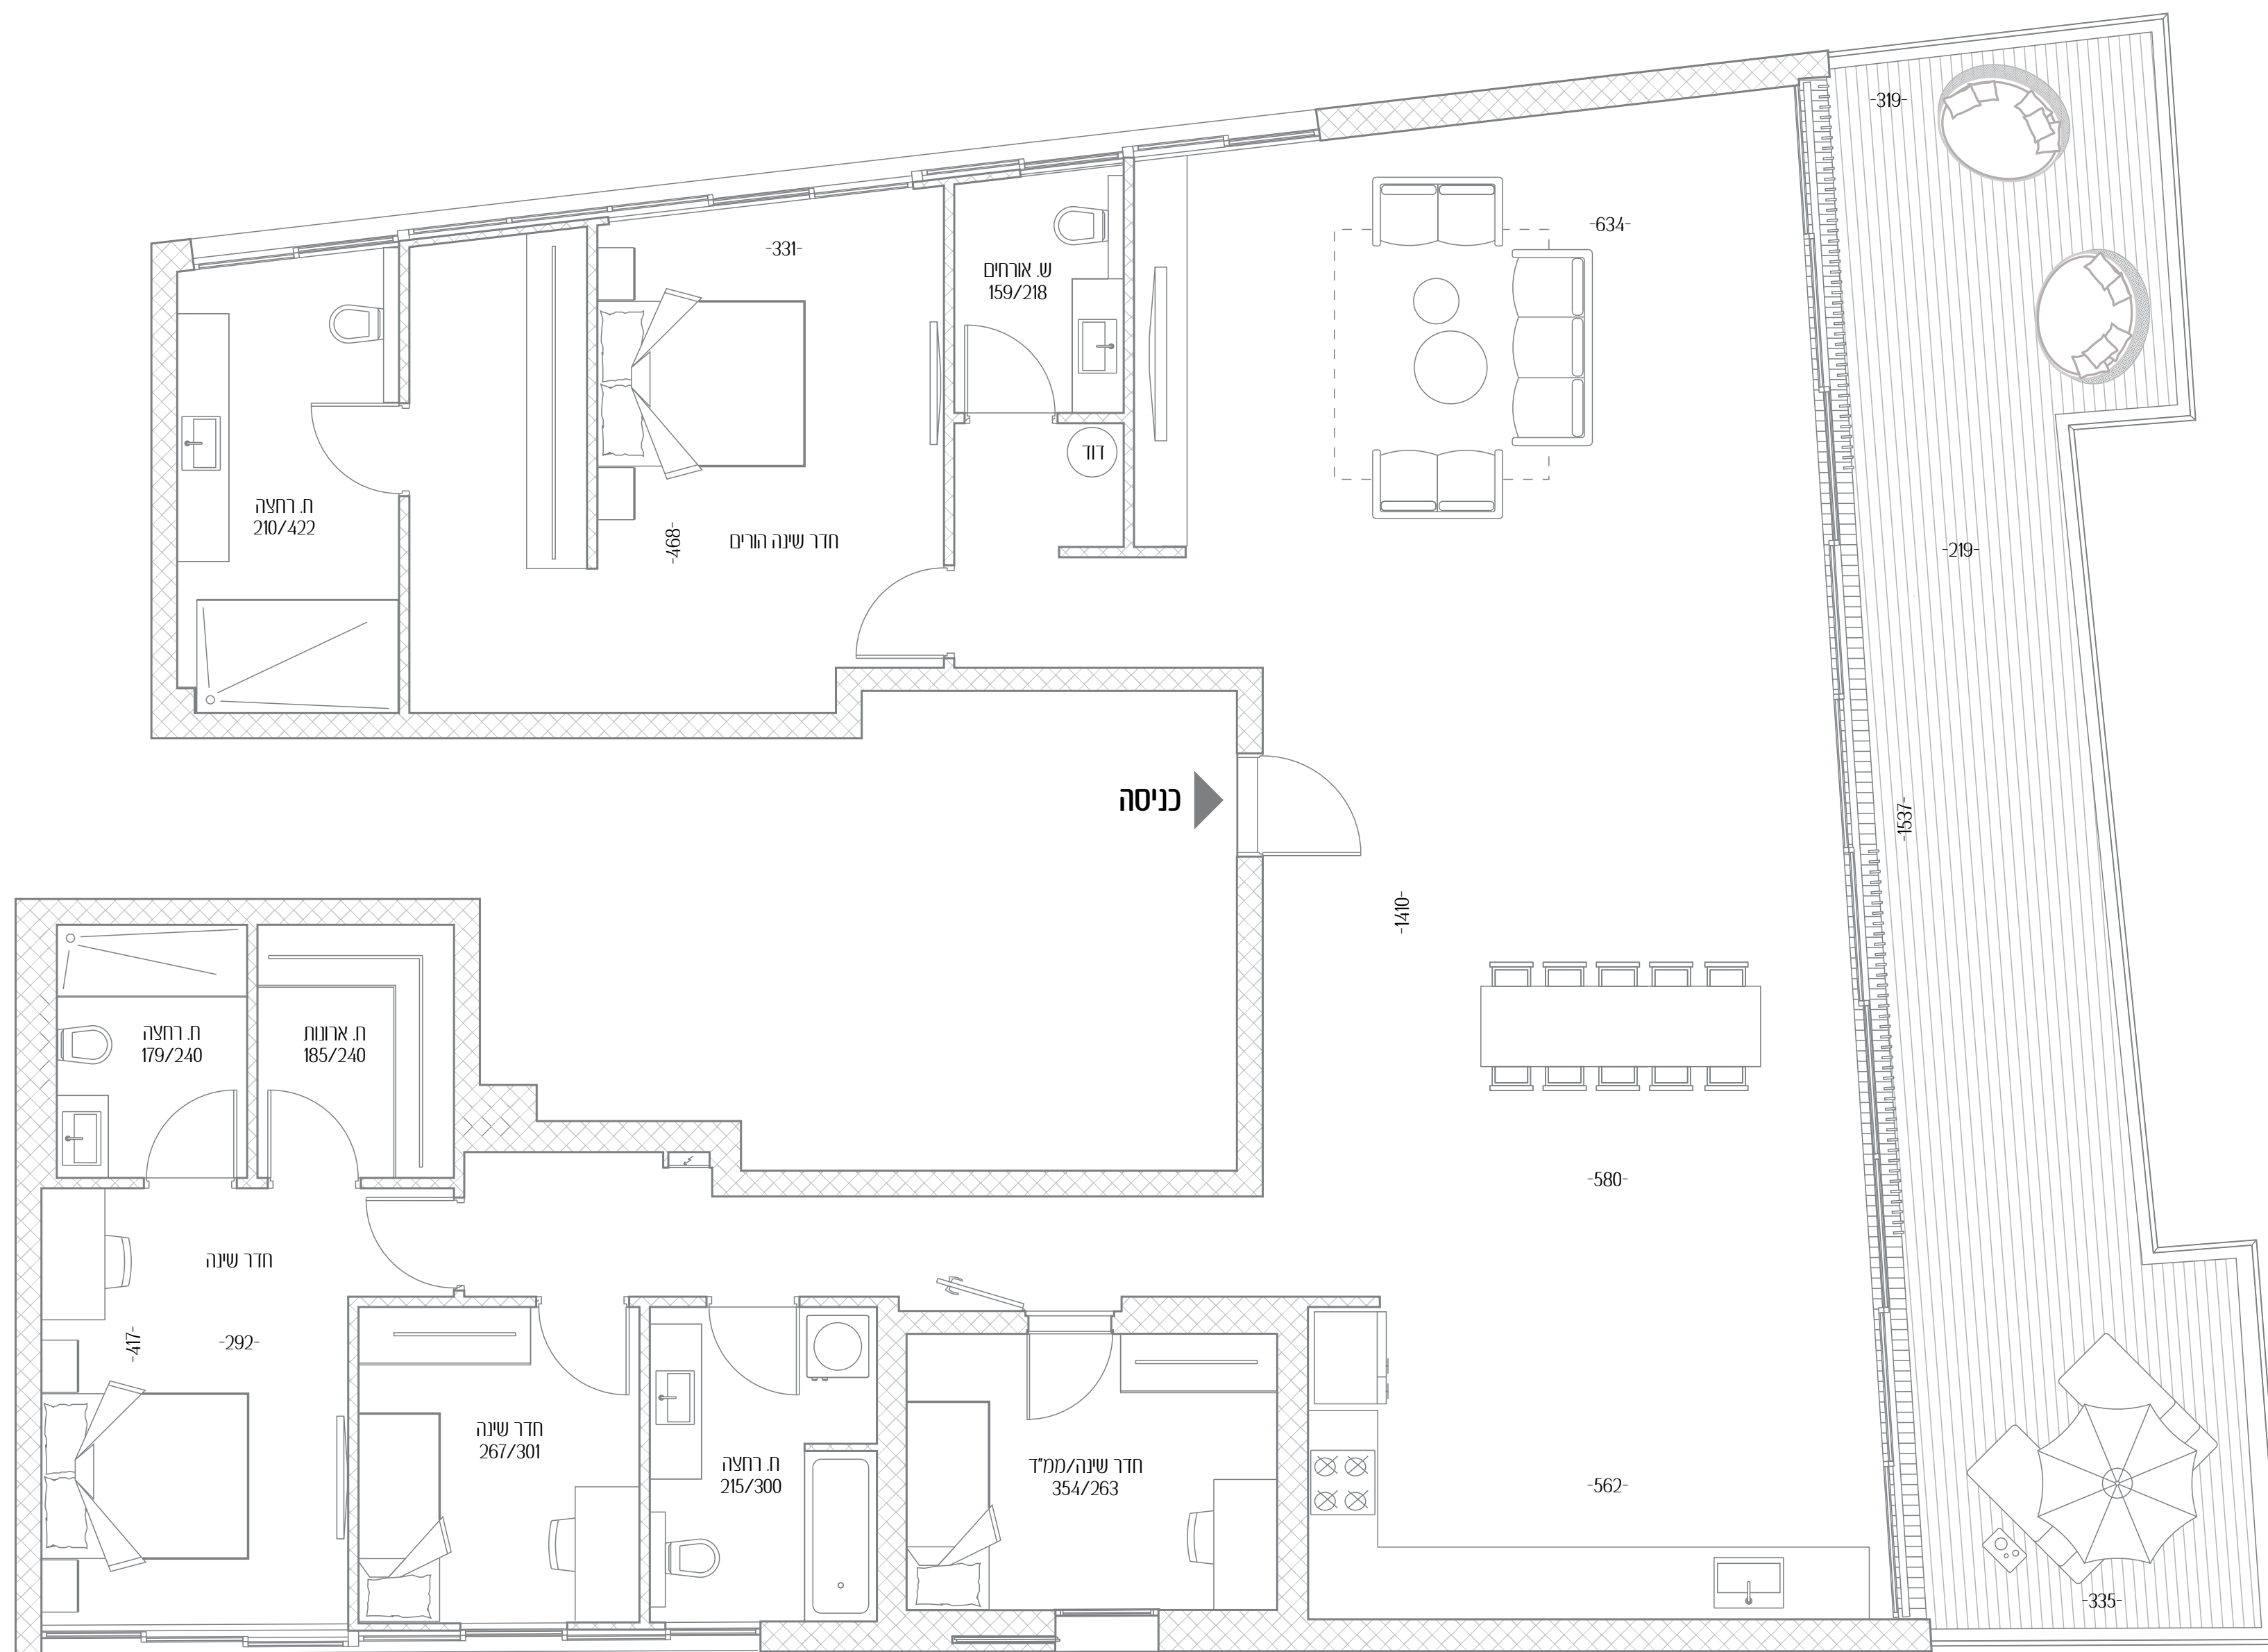 -319-
-634-
-331-
ש. אורחים
159/218
דוד
ח. רחצה
210/422
-468-
חדר שינה הורים
-219-
כניסה
-1537-
-1410-
ח. רחצה
179/240
ח. ארונות
185/240
-580-
חדר שינה
-417-
-292-
חדר שינה
267/301
ח. רחצה
215/300
חדר שינה/ממ"ד
354/263
-562-
-335-